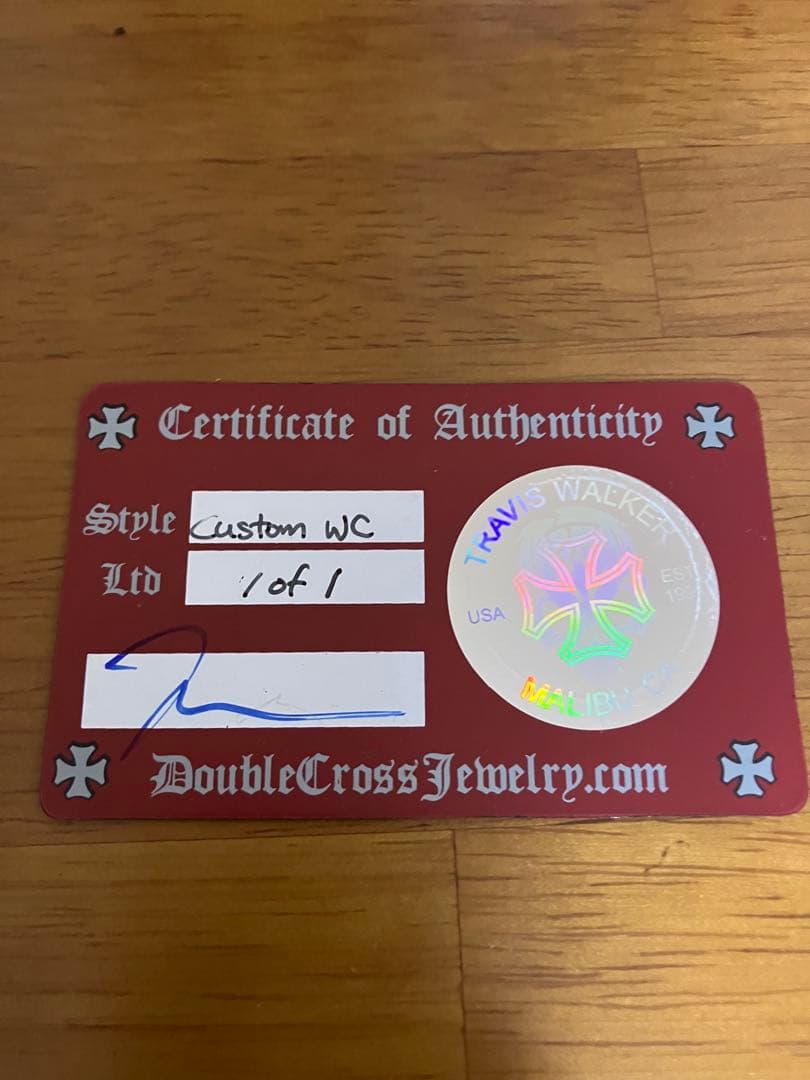 Certificate of Authenticity
Style Custom WC
Ltd 1 of 1
TRAVIS WALKER
USA
EST
MALIBU CA
DoubleCrossJewelry.com